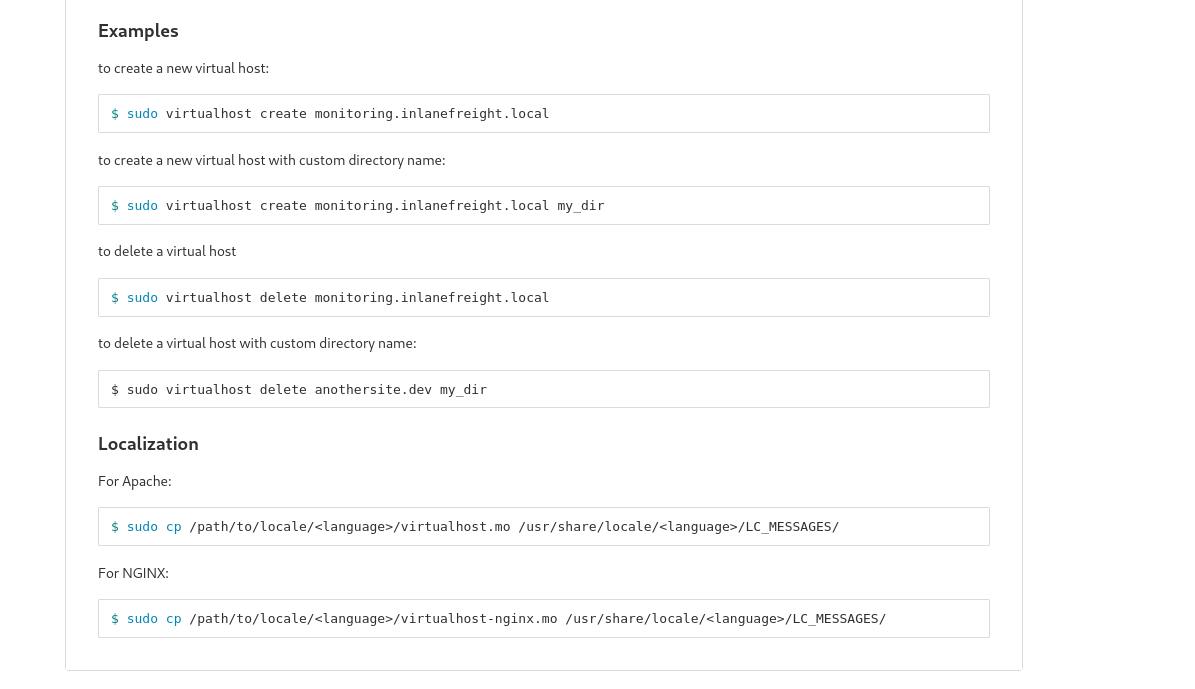 Examples
to create a new virtual host:
$ sudo virtualhost create monitoring.inlanefreight.local
to create a new virtual host with custom directory name:
$ sudo virtualhost create monitoring.inlanefreight.local my_dir
to delete a virtual host
$ sudo virtualhost delete monitoring.inlanefreight.local
to delete a virtual host with custom directory name:
$ sudo virtualhost delete anothersite.dev my_dir
Localization
For Apache:
$ sudo cp /path/to/locale/<language>/virtualhost.mo /usr/share/locale/<language>/LC_MESSAGES/
For NGINX:
$ sudo cp /path/to/locale/<language>/virtualhost-nginx.mo /usr/share/locale/<language>/LC_MESSAGES/